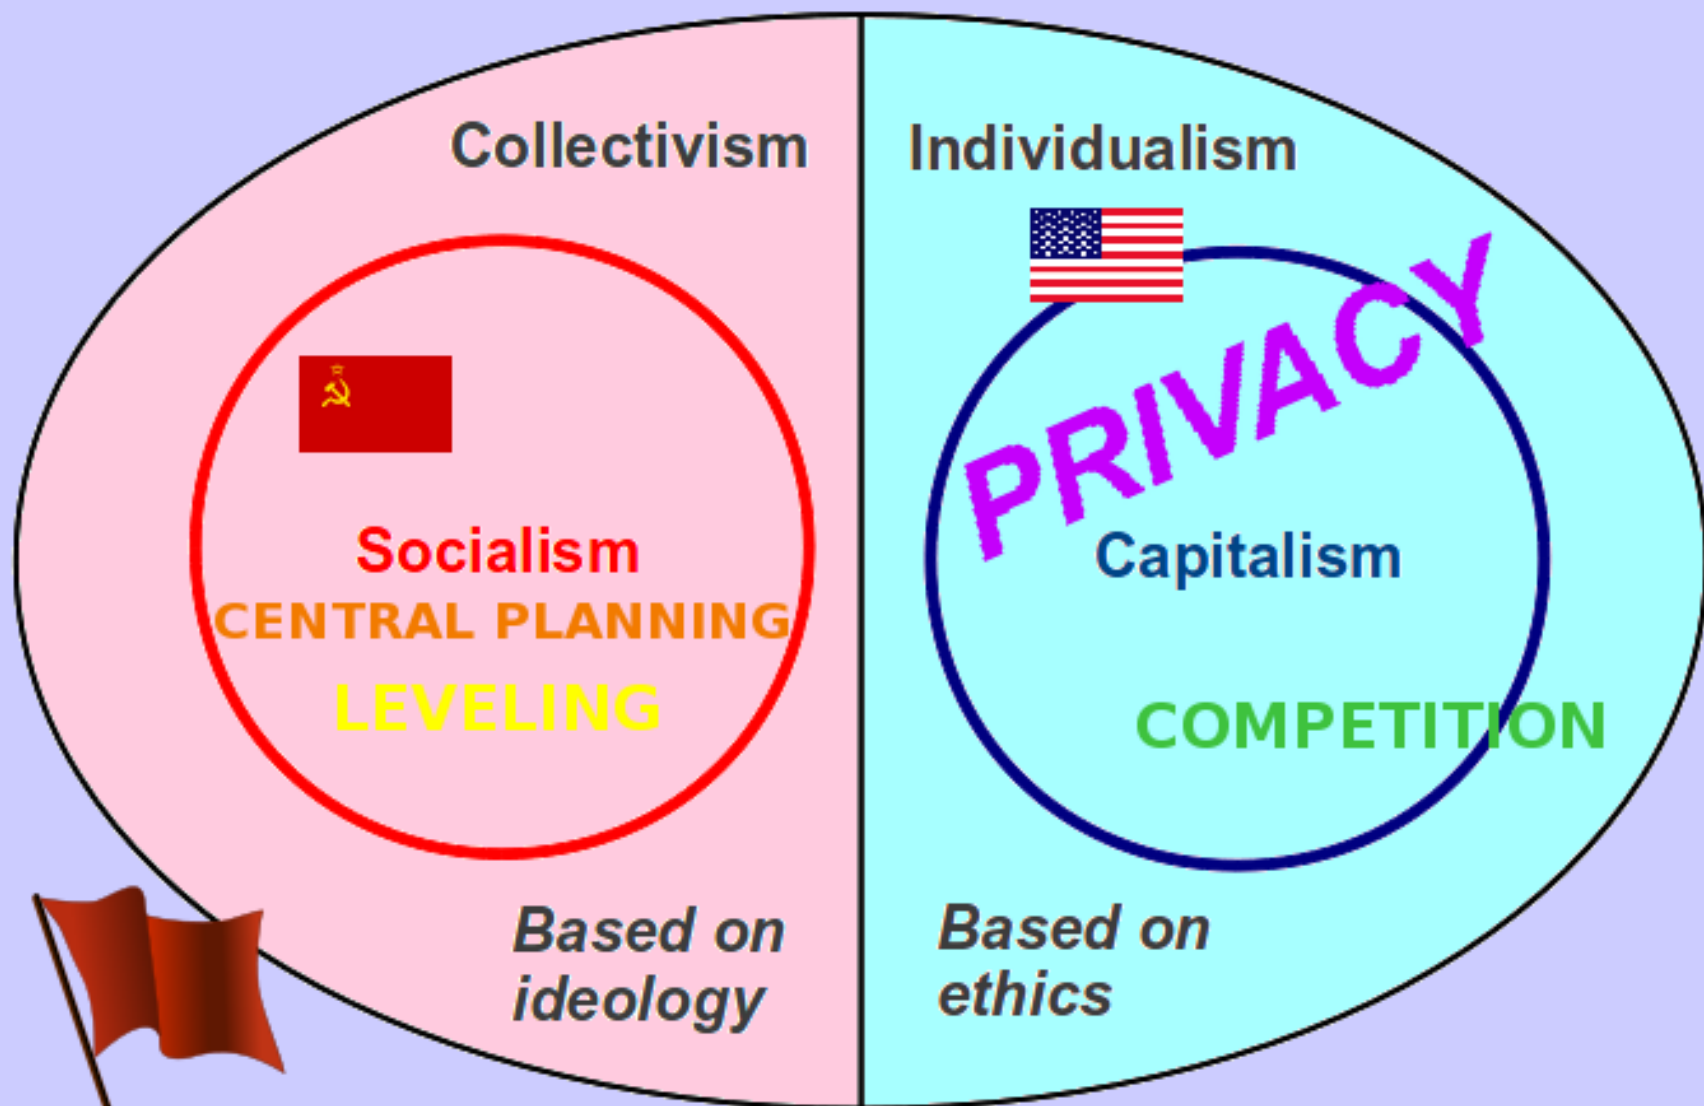 Collectivism
Individualism
PRIVACY
Socialism
Capitalism
CENTRAL PLANNING
LEVELING
COMPETITION
Based on
ideology
Based on
ethics